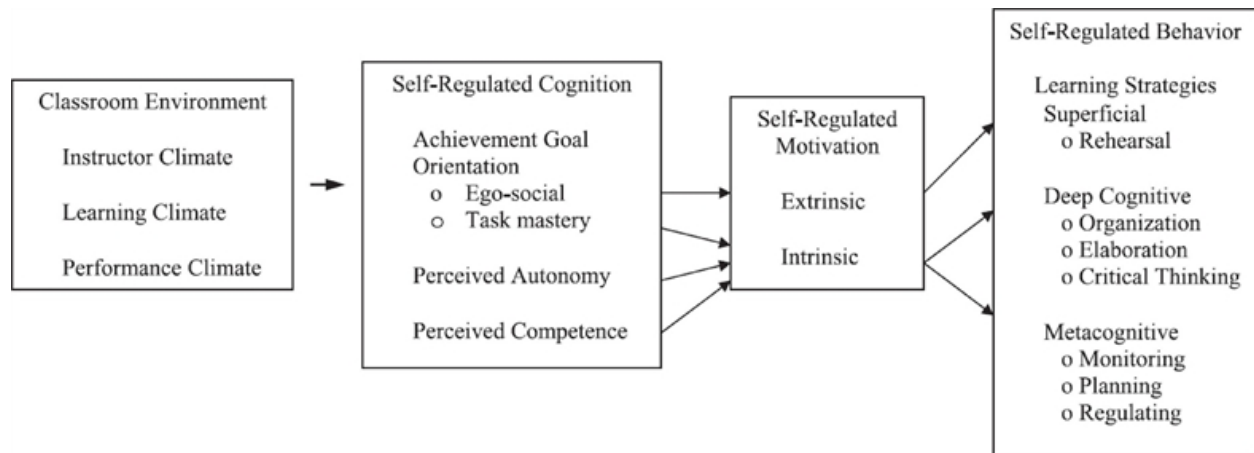 Classroom Environment
Instructor Climate
Learning Climate
Performance Climate
Self-Regulated Cognition
Achievement Goal
Orientation
o Ego-social
o Task mastery
Perceived Autonomy
Perceived Competence
Self-Regulated
Motivation
Extrinsic
Intrinsic
Self-Regulated Behavior
Learning Strategies
Superficial
o Rehearsal
Deep Cognitive
o Organization
o Elaboration
o Critical Thinking
Metacognitive
o Monitoring
o Planning
o Regulating